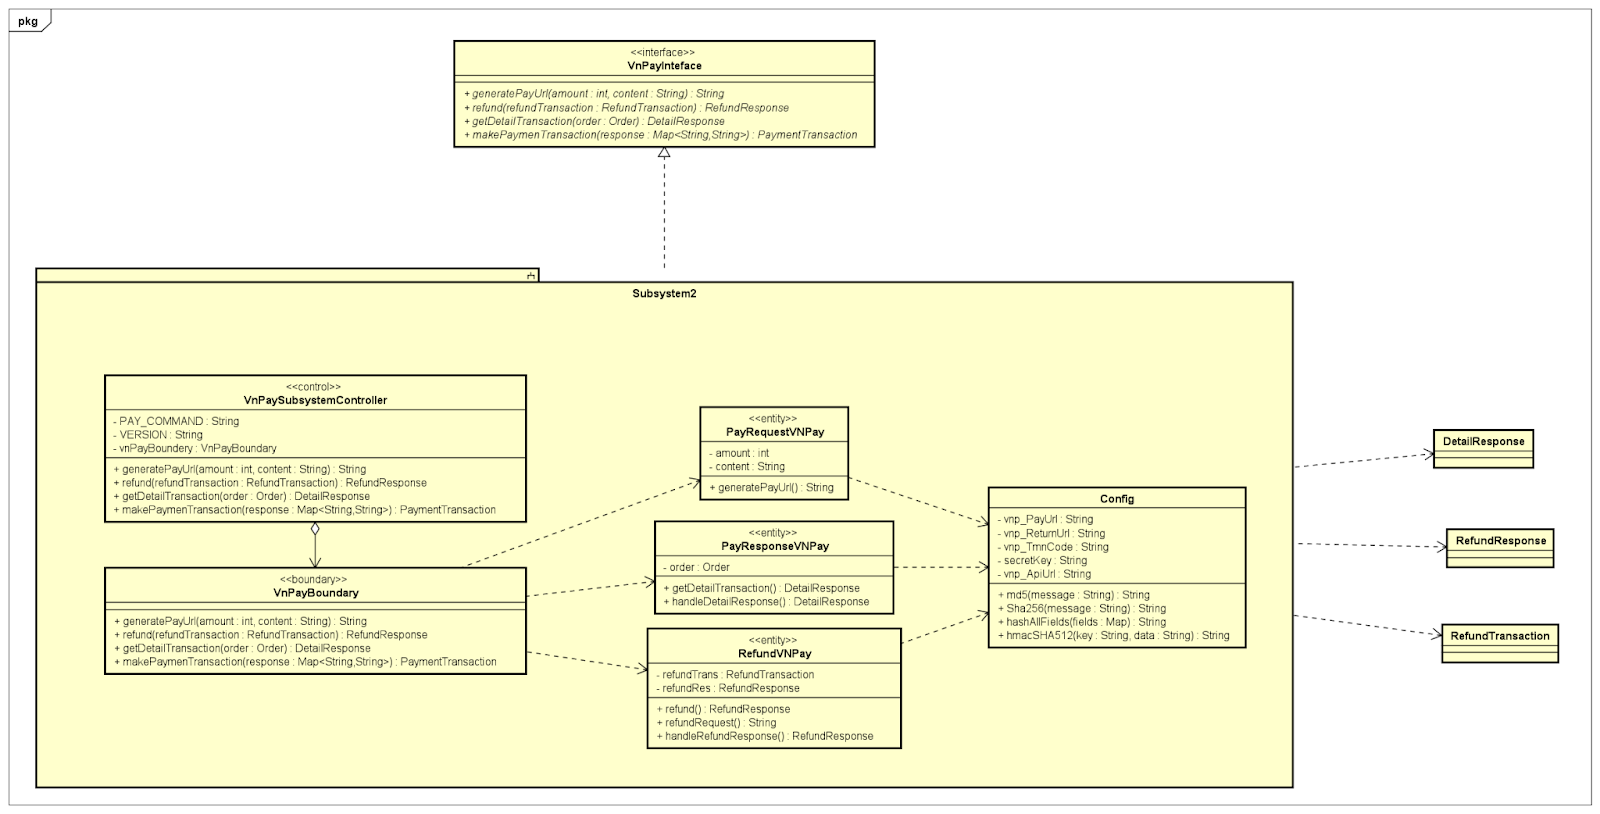 pkg
<<interface>>
VnPayInteface
+ generatePayUrl(amount : int, content : String) : String
+ refund(refundTransaction : RefundTransaction) : RefundResponse
+ getDetailTransaction(order : Order) : DetailResponse
+ makePaymenTransaction(response : Map<String,String>) : PaymentTransaction
Subsystem2
<<control>>
VnPaySubsystemController
- PAY_COMMAND : String
- VERSION : String
- vnPayBoundery : VnPayBoundary
+ generatePayUrl(amount : int, content : String) : String
+ refund(refundTransaction : RefundTransaction) : RefundResponse
+ getDetailTransaction(order : Order) : DetailResponse
+ makePaymenTransaction(response : Map<String,String>) : PaymentTransaction
<<boundary>>
VnPayBoundary
+ generatePayUrl(amount : int, content : String) : String
+ refund(refundTransaction : RefundTransaction) : RefundResponse
+ getDetailTransaction(order : Order) : DetailResponse
+ makePaymenTransaction(response : Map<String,String>) : PaymentTransaction
<<entity>>
PayRequestVNPay
- amount : int
- content : String
+ generatePayUrl() : String
<<entity>>
PayResponseVNPay
- order : Order
+ getDetailTransaction() : DetailResponse
+ handleDetailResponse() : DetailResponse
<<entity>>
RefundVNPay
- refundTrans : RefundTransaction
- refundRes : RefundResponse
+ refund() : RefundResponse
+ refundRequest() : String
+ handleRefundResponse() : RefundResponse
Config
- vnp_PayUrl : String
- vnp_ReturnUrl : String
- vnp_TmnCode : String
- secretKey : String
- vnp_ApiUrl : String
+ md5(message : String) : String
+ Sha256(message : String) : String
+ hashAllFields(fields : Map) : String
+ hmacSHA512(key : String, data : String) : String
DetailResponse
RefundResponse
RefundTransaction